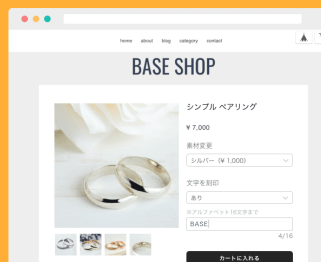 home about blog category contact
BASE SHOP
シンプル ペアリング
¥ 7,000
素材変更
シルバー (¥ 1,000)
文字を刻印
あり
※アルファベット16文字まで
BASE
4/16
カートに入れる